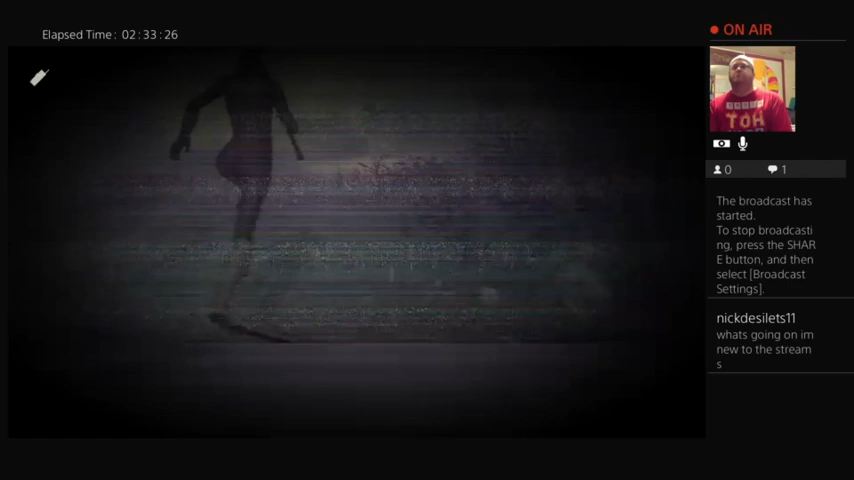 Elapsed Time: 02:33:26
ON AIR
TOH
0 1
The broadcast has
started.
To stop broadcasti
ng, press the SHAR
E button, and then
select [Broadcast
Settings].
nickdesilets11
whats going on im
new to the stream
s